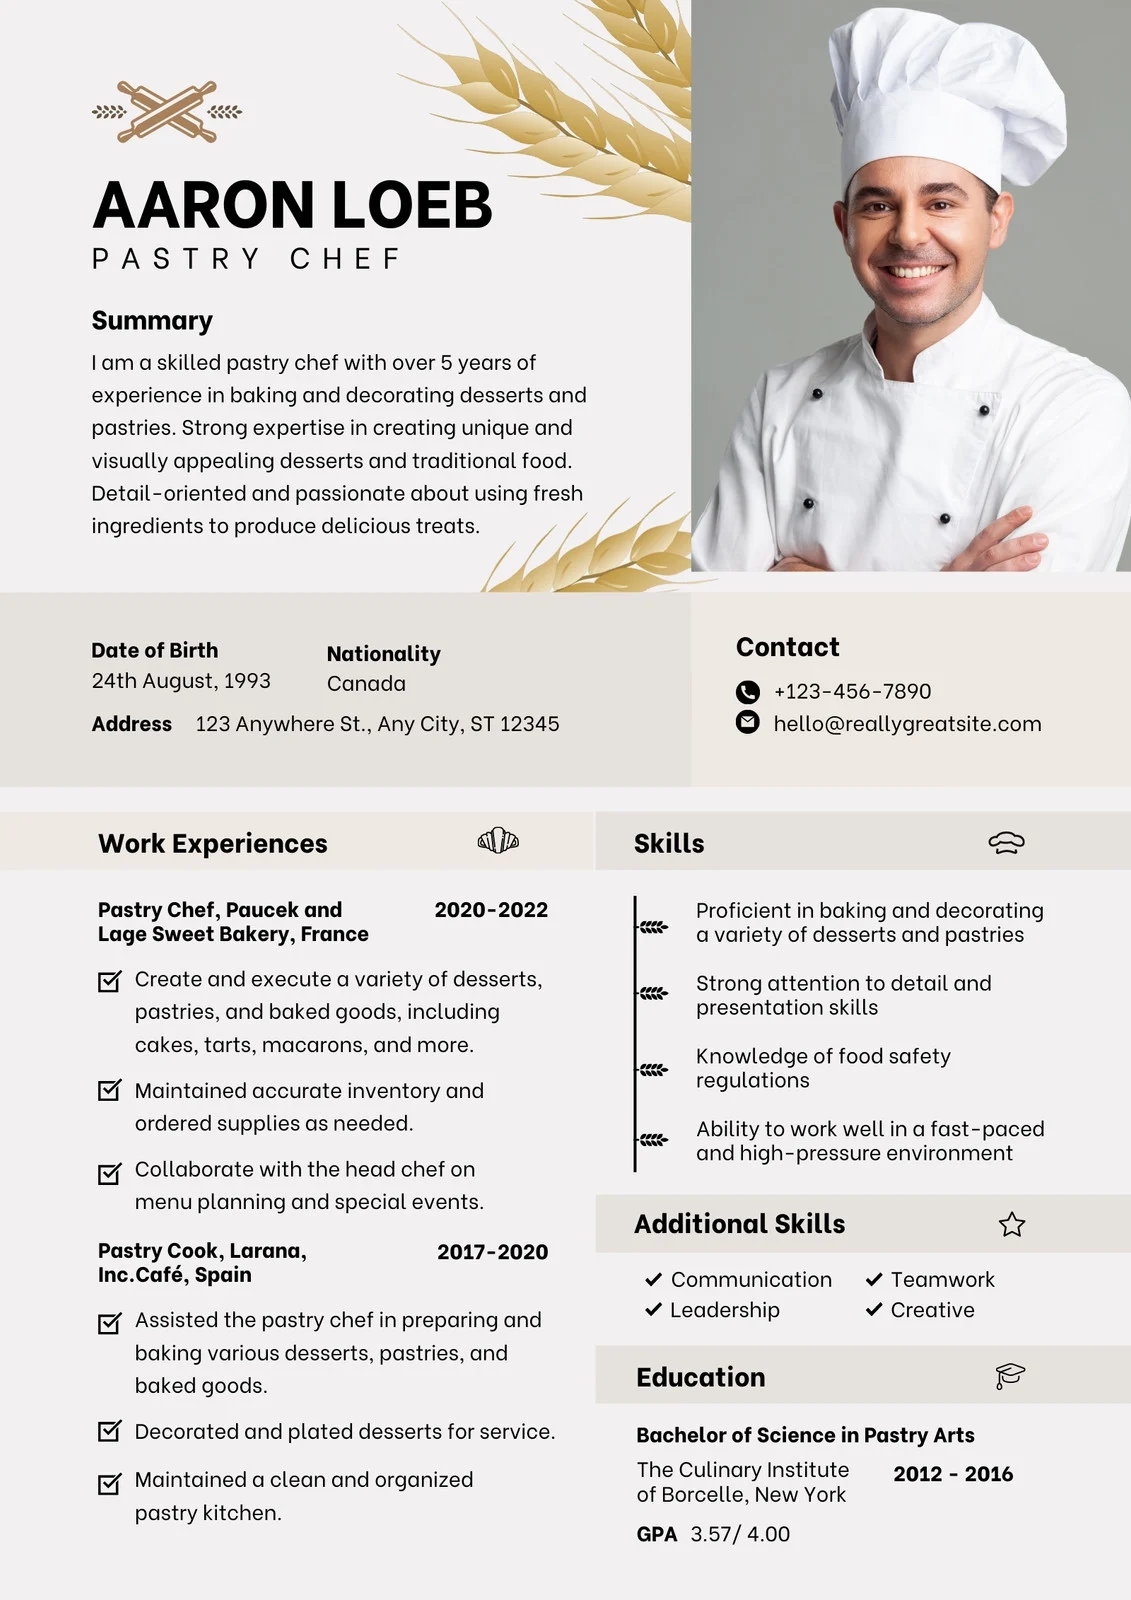 AARON LOEB
PASTRY CHEF
Summary
I am a skilled pastry chef with over 5 years of
experience in baking and decorating desserts and
pastries. Strong expertise in creating unique and
visually appealing desserts and traditional food.
Detail-oriented and passionate about using fresh
ingredients to produce delicious treats.
Date of Birth
24th August, 1993
Nationality
Canada
Address 123 Anywhere St., Any City, ST 12345
Contact
+123-456-7890
hello@reallygreatsite.com
Work Experiences
Pastry Chef, Paucek and
Lage Sweet Bakery, France
2020-2022
Create and execute a variety of desserts,
pastries, and baked goods, including
cakes, tarts, macarons, and more.
Maintained accurate inventory and
ordered supplies as needed.
Collaborate with the head chef on
menu planning and special events.
Pastry Cook, Larana,
Inc.Café, Spain
2017-2020
Assisted the pastry chef in preparing and
baking various desserts, pastries, and
baked goods.
Decorated and plated desserts for service.
Maintained a clean and organized
pastry kitchen.
Skills
Proficient in baking and decorating
a variety of desserts and pastries
Strong attention to detail and
presentation skills
Knowledge of food safety
regulations
Ability to work well in a fast-paced
and high-pressure environment
Additional Skills
Communication
Teamwork
Leadership
Creative
Education
Bachelor of Science in Pastry Arts
The Culinary Institute
of Borcelle, New York
2012 - 2016
GPA 3.57/ 4.00